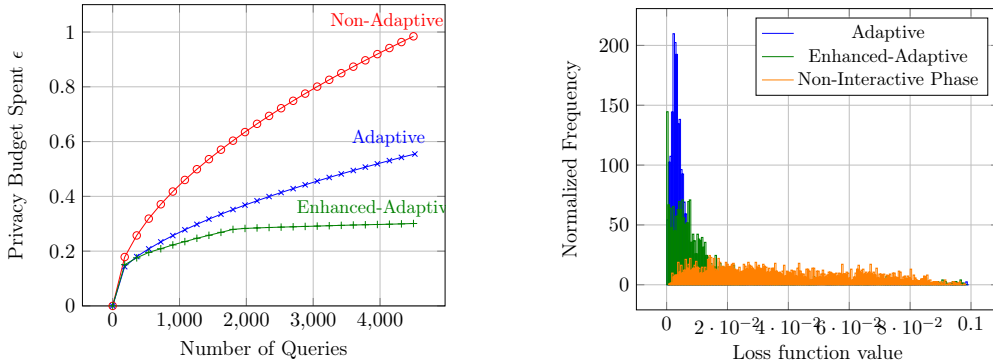 Privacy Budget Spent ϵ
1
0.8
0.6
0.4
0.2
0
Non-Adaptive
Adaptive
Enhanced-Adaptiv
0 1,000 2,000 3,000 4,000
Number of Queries
Normalized Frequency
200
150
100
50
0
Adaptive
Enhanced-Adaptive
Non-Interactive Phase
0 2·10⁻² 4·10⁻² 6·10⁻² 8·10⁻² 0.1
Loss function value